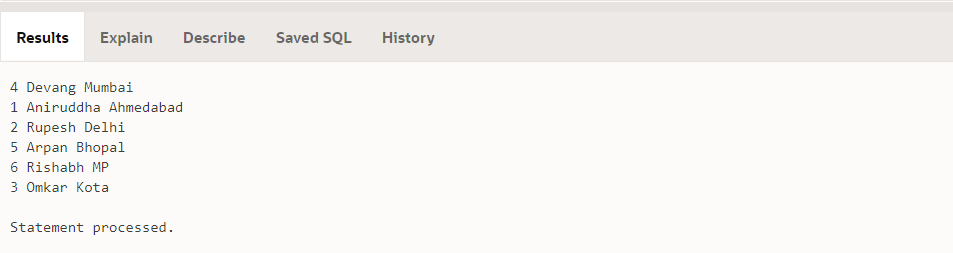 Results Explain Describe Saved SQL History
4 Devang Mumbai
1 Aniruddha Ahmedabad
2 Rupesh Delhi
5 Arpan Bhopal
6 Rishabh MP
3 Omkar Kota
Statement processed.